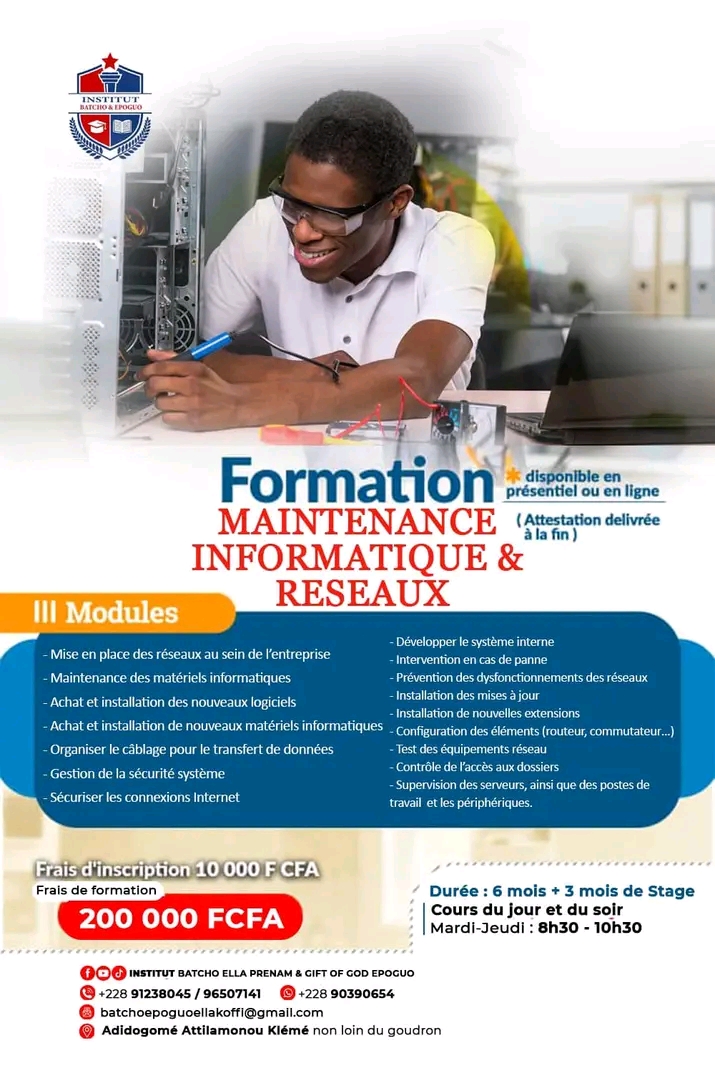 INSTITUT
BATCHO & EPOGUO
Formation
* disponible en
présentiel ou en ligne
MAINTENANCE
INFORMATIQUE &
RESEAUX
( Attestation delivrée
à la fin )
Modules
- Mise en place des réseaux au sein de l'entreprise
- Maintenance des matériels informatiques
- Achat et installation des nouveaux logiciels
- Achat et installation de nouveaux matériels informatiques
- Organiser le câblage pour le transfert de données
- Gestion de la sécurité système
- Sécuriser les connexions Internet
- Développer le système interne
- Intervention en cas de panne
- Prévention des dysfonctionnements des réseaux
- Installation des mises à jour
- Installation de nouvelles extensions
- Configuration des éléments (routeur, commutateur...)
- Test des équipements réseau
- Contrôle de l'accès aux dossiers
- Supervision des serveurs, ainsi que des postes de
travail et les périphériques.
Frais d'inscription 10 000 F CFA
Frais de formation
200 000 FCFA
Durée : 6 mois + 3 mois de Stage
Cours du jour et du soir
Mardi-Jeudi : 8h30 - 10h30
INSTITUT BATCHO ELLA PRENAM & GIFT OF GOD EPOGUO
+228 91238045 / 96507141 +228 90390654
batchoepoguoellakoffi@gmail.com
Adidogomé Attilamonou Klémé non loin du goudron